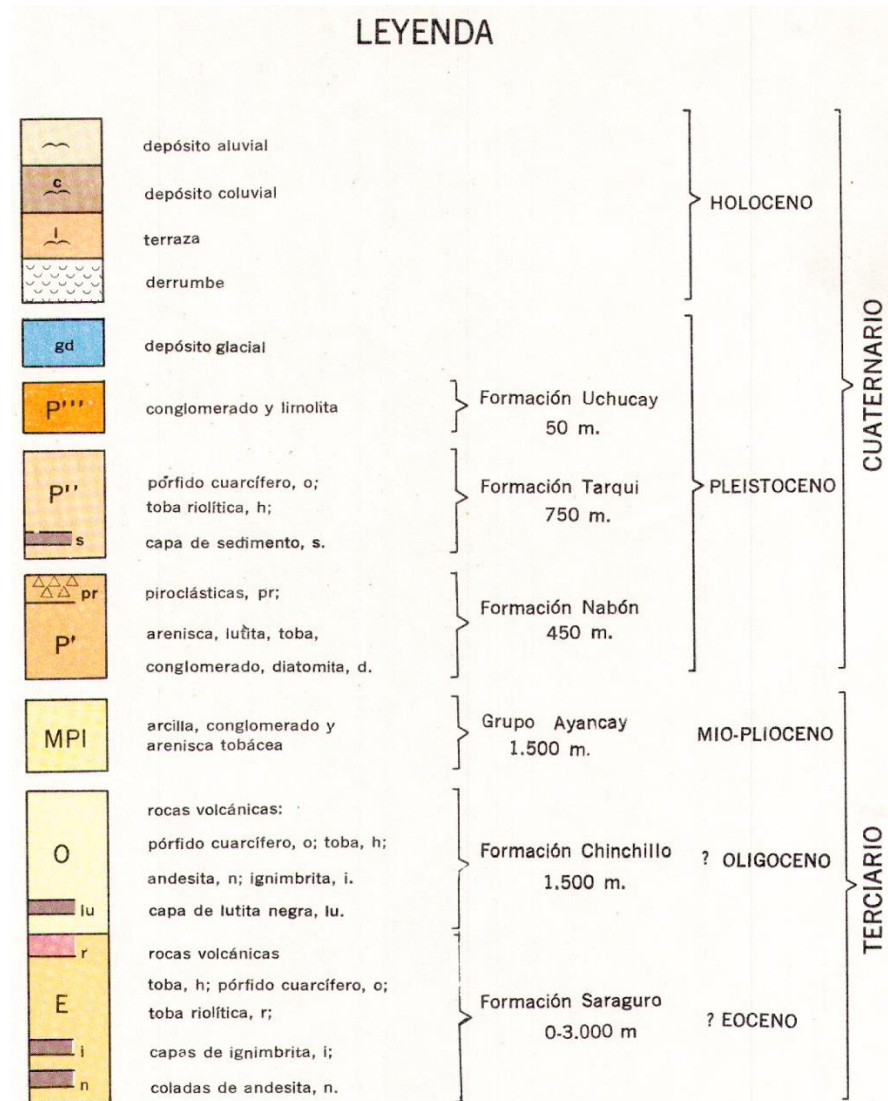 LEYENDA
depósito aluvial
c
depósito coluvial
l
terraza
derrumbe
HOLOCENO
gd
depósito glacial
P'''
conglomerado y limolita
Formación Uchucay
50 m.
P''
s
pórfido cuarcífero, o;
toba riolítica, h;
capa de sedimento, s.
Formación Tarqui
750 m.
PLEISTOCENO
CUATERNARIO
pr
P'
piroclásticas, pr;
arenisca, lutita, toba,
conglomerado, diatomita, d.
Formación Nabón
450 m.
MPI
arcilla, conglomerado y
arenisca tobácea
Grupo Ayancay
1.500 m.
MIO-PLIOCENO
O
lu
rocas volcánicas:
pórfido cuarcífero, o; toba, h;
andesita, n; ignimbrita, i.
capa de lutita negra, lu.
Formación Chinchillo
1.500 m.
? OLIGOCENO
TERCIARIO
r
E
i
n
rocas volcánicas
toba, h; pórfido cuarcífero, o;
toba riolítica, r;
capas de ignimbrita, i;
coladas de andesita, n.
Formación Saraguro
0-3.000 m
? EOCENO